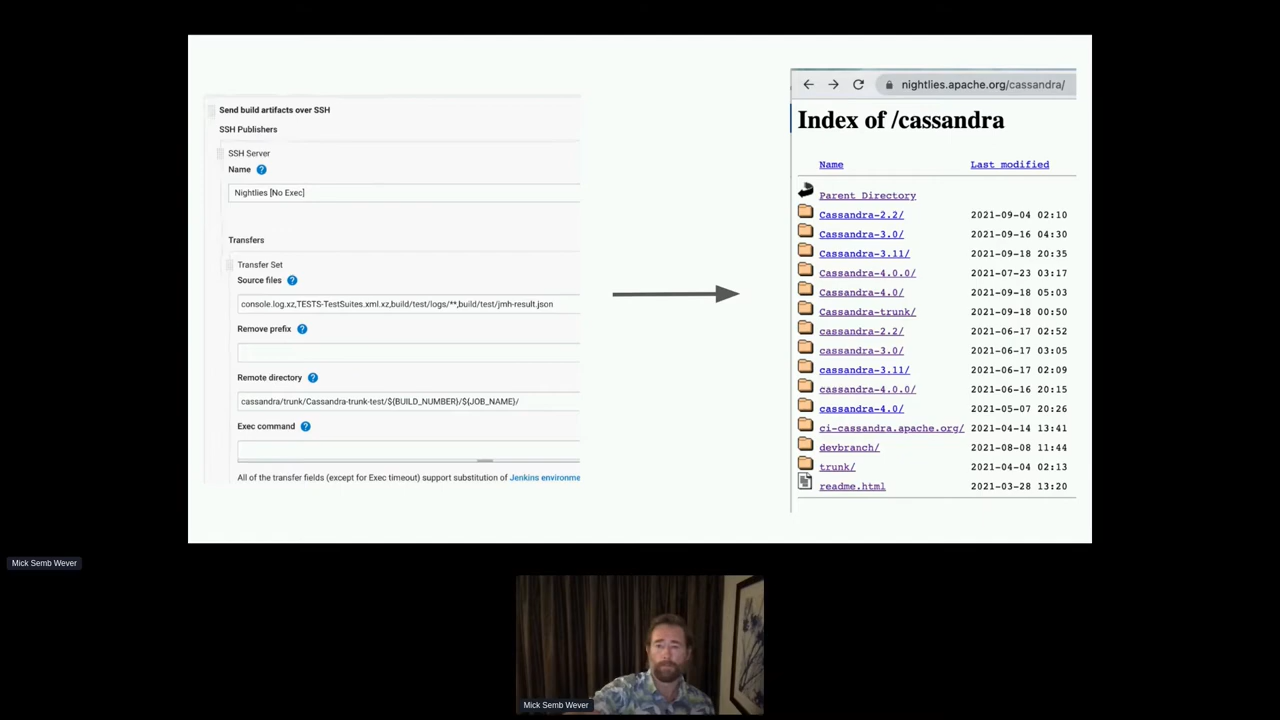 Send build artifacts over SSH
SSH Publishers
SSH Server
Name
Nightlies [No Exec]
Transfers
Transfer Set
Source files
console.log.xz,TESTS-TestSuites.xml.xz,build/test/logs/**,build/test/jmh-result.json
Remove prefix
Remote directory
cassandra/trunk/Cassandra-trunk-test/${BUILD_NUMBER}/${JOB_NAME}/
Exec command
All of the transfer fields (except for Exec timeout) support substitution of Jenkins environme
nightlies.apache.org/cassandra/
Index of /cassandra
Name Last modified
Parent Directory
Cassandra-2.2/ 2021-09-04 02:10
Cassandra-3.0/ 2021-09-16 04:30
Cassandra-3.11/ 2021-09-18 20:35
Cassandra-4.0.0/ 2021-07-23 03:17
Cassandra-4.0/ 2021-09-18 05:03
Cassandra-trunk/ 2021-09-18 00:50
cassandra-2.2/ 2021-06-17 02:52
cassandra-3.0/ 2021-06-17 03:05
cassandra-3.11/ 2021-06-17 02:09
cassandra-4.0.0/ 2021-06-16 20:15
cassandra-4.0/ 2021-05-07 20:26
ci-cassandra.apache.org/ 2021-04-14 13:41
devbranch/ 2021-08-08 11:44
trunk/ 2021-04-04 02:13
readme.html 2021-03-28 13:20
Mick Semb Wever
Mick Semb Wever